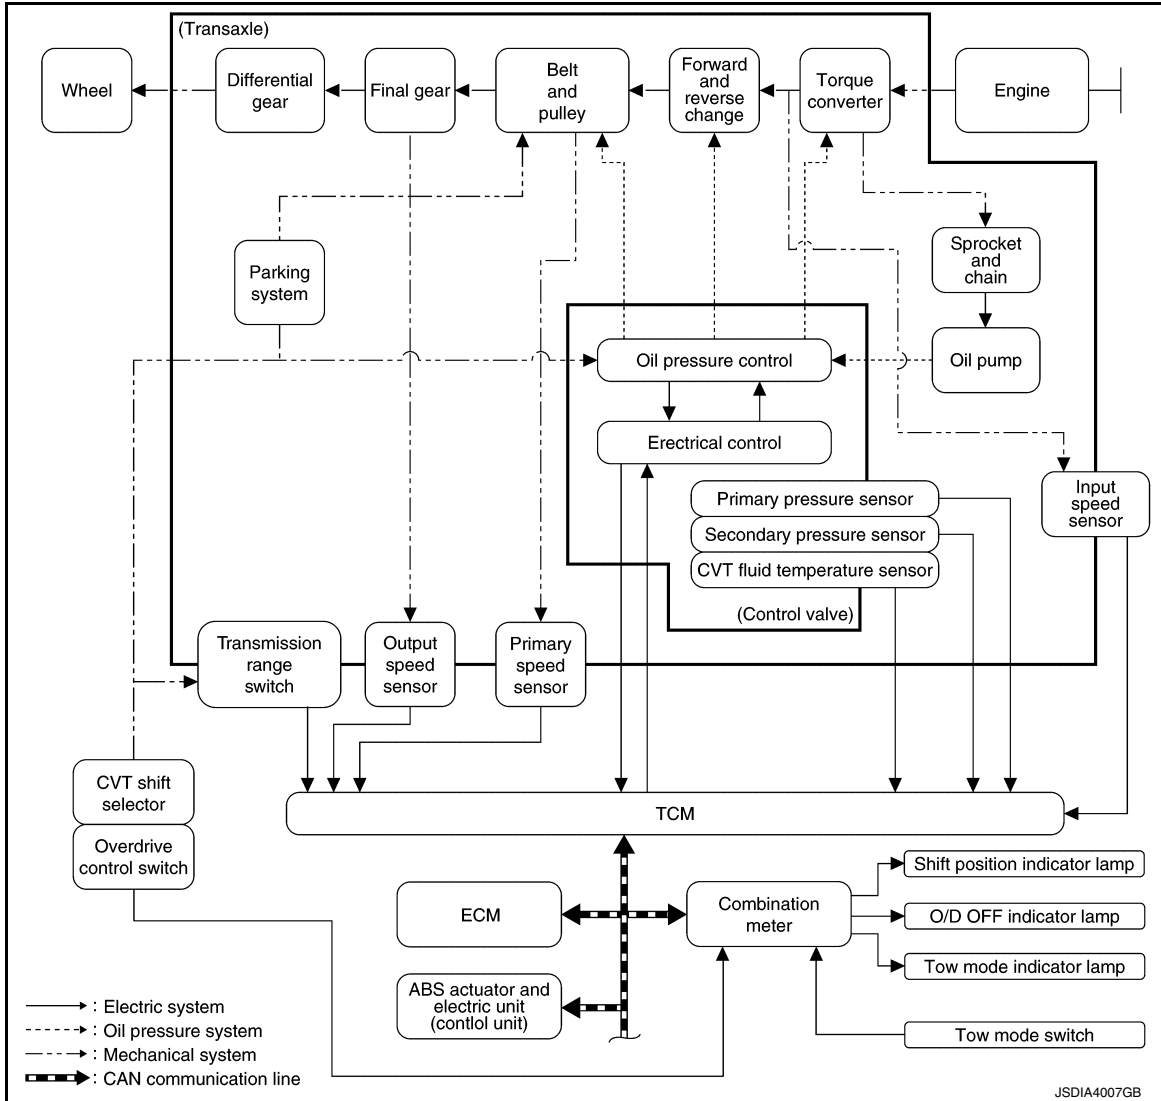 (Transaxle)
Wheel
Differential
gear
Final gear
Belt
and
pulley
Forward
and
reverse
change
Torque
converter
Engine
Parking
system
Sprocket
and
chain
Oil pressure control
Oil pump
Erectrical control
Primary pressure sensor
Secondary pressure sensor
CVT fluid temperature sensor
(Control valve)
Input
speed
sensor
Transmission
range
switch
Output
speed
sensor
Primary
speed
sensor
CVT shift
selector
Overdrive
control switch
TCM
ECM
Combination
meter
Shift position indicator lamp
O/D OFF indicator lamp
Tow mode indicator lamp
Tow mode switch
ABS actuator and
electric unit
(contlol unit)
: Electric system
: Oil pressure system
: Mechanical system
: CAN communication line
JSDIA4007GB